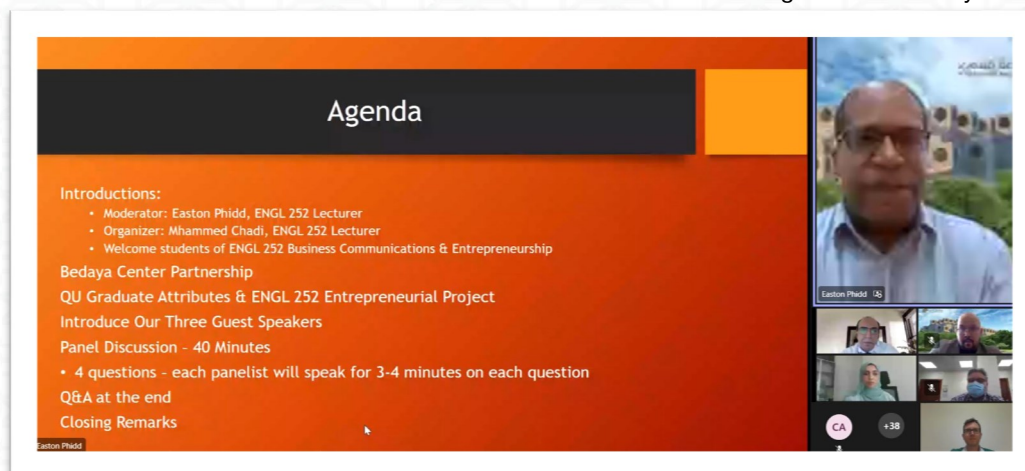 Agenda
Introductions:
• Moderator: Easton Phidd, ENGL 252 Lecturer
• Organizer: Mhammed Chadi, ENGL 252 Lecturer
• Welcome students of ENGL 252 Business Communications & Entrepreneurship
Bedaya Center Partnership
QU Graduate Attributes & ENGL 252 Entrepreneurial Project
Introduce Our Three Guest Speakers
Panel Discussion – 40 Minutes
• 4 questions – each panelist will speak for 3-4 minutes on each question
Q&A at the end
Closing Remarks
Easton Phidd
Easton Phidd
CA
+38